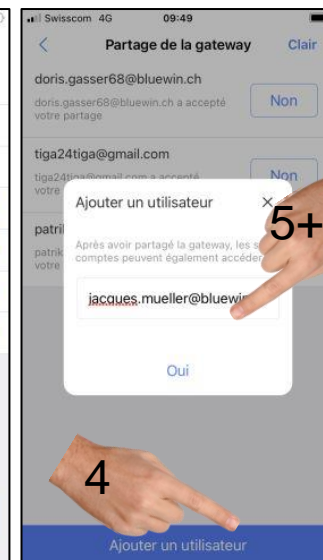 Swisscom 4G 09:49
Partage de la gateway Clair
doris.gasser68@bluewin.ch
doris.gasser68@bluewin.ch a accepté
votre partage
Non
tiga24tiga@gmail.com
tiga24tiga@gmail.com a accepté
votre
Non
Ajouter un utilisateur ×
5+
patri
Après avoir partagé la gateway, les s
patrik
comptes peuvent également accéder
votre
jacques.mueller@bluewin
Oui
4
Ajouter un utilisateur